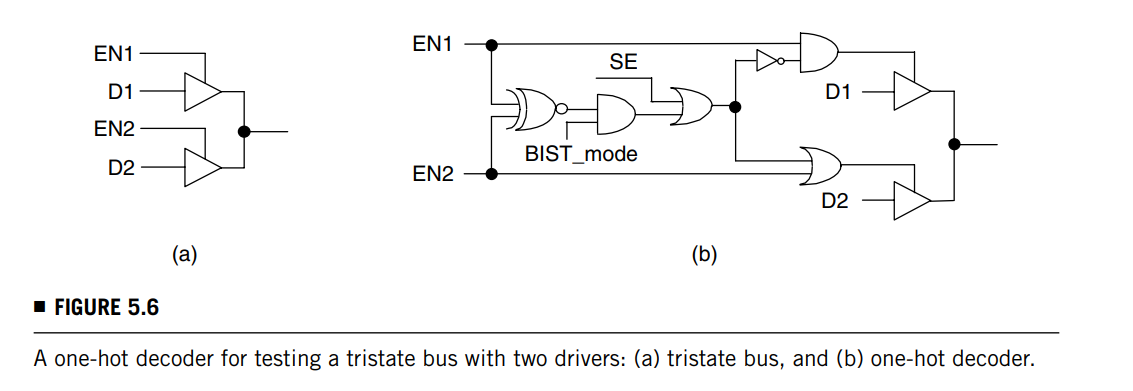 EN1
D1
EN2
D2
(a)
EN1
SE
D1
BIST_mode
EN2
D2
(b)
■ FIGURE 5.6
A one-hot decoder for testing a tristate bus with two drivers: (a) tristate bus, and (b) one-hot decoder.